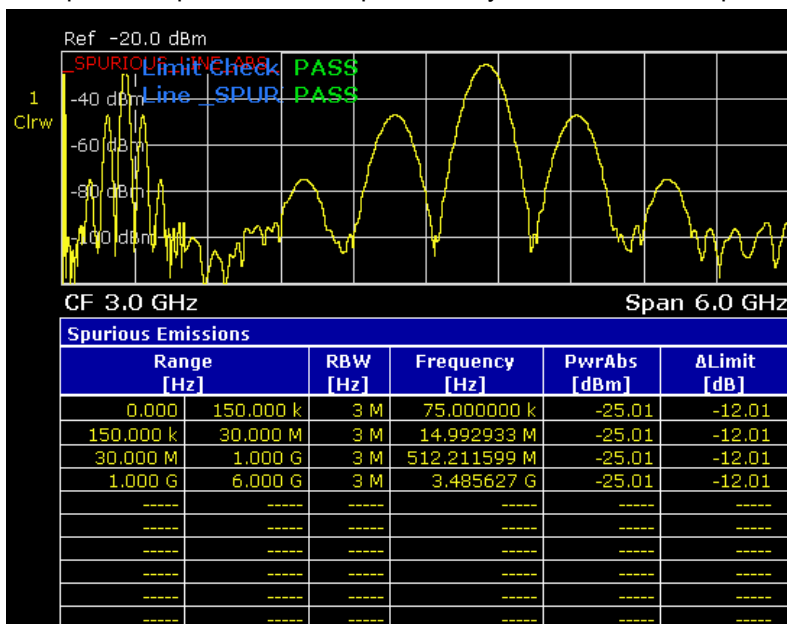 Ref -20.0 dBm
_SPURIOUS_LINE_ABS_
Limit Check PASS
1
Clrw
-40 dBm
Line _SPUR PASS
-60 dBm
-80 dBm
-100 dBm
CF 3.0 GHz Span 6.0 GHz
Spurious Emissions
Range [Hz] RBW [Hz] Frequency [Hz] PwrAbs [dBm] ΔLimit [dB]
0.000 150.000 k 3 M 75.000000 k -25.01 -12.01
150.000 k 30.000 M 3 M 14.992933 M -25.01 -12.01
30.000 M 1.000 G 3 M 512.211599 M -25.01 -12.01
1.000 G 6.000 G 3 M 3.485627 G -25.01 -12.01
----- ----- ----- ----- ----- -----
----- ----- ----- ----- ----- -----
----- ----- ----- ----- ----- -----
----- ----- ----- ----- ----- -----
----- ----- ----- ----- ----- -----
----- ----- ----- ----- ----- -----